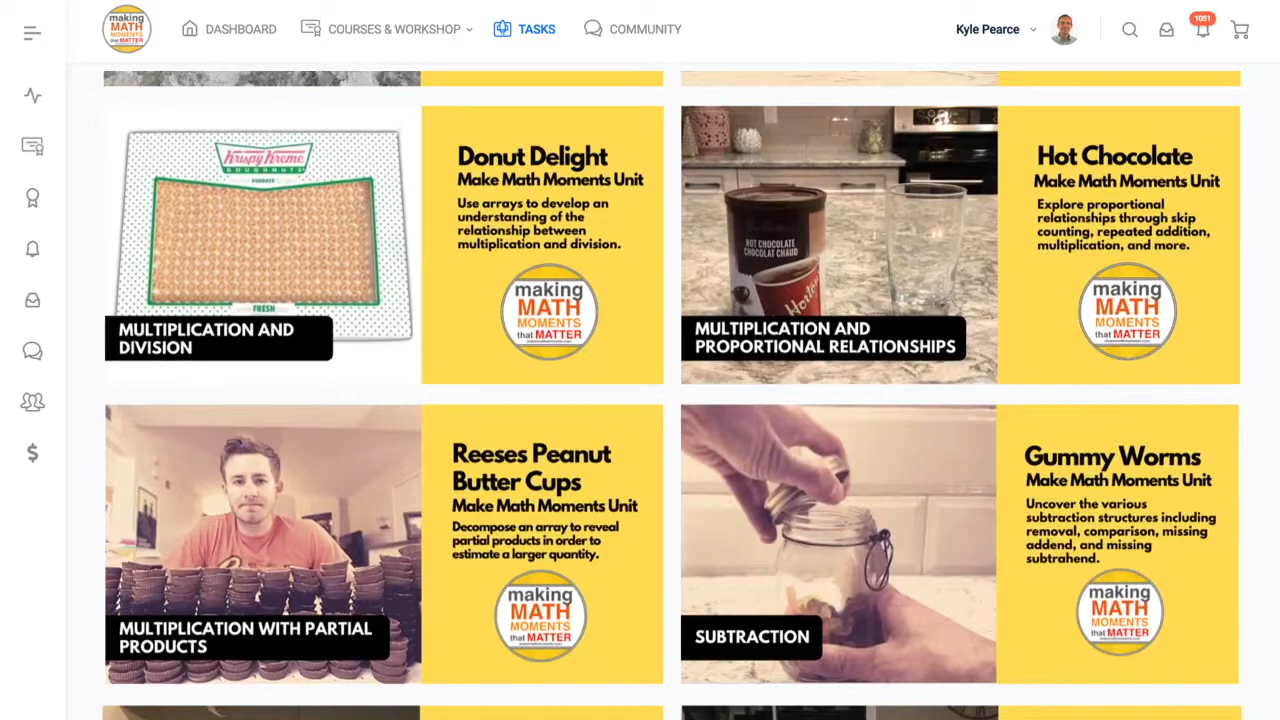 making
MATH
MOMENTS
that MATTER
DASHBOARD
COURSES & WORKSHOP
TASKS
COMMUNITY
Kyle Pearce
1051
Krispy Kreme
DOUGHNUTS
FRESH
MULTIPLICATION AND
DIVISION
Donut Delight
Make Math Moments Unit
Use arrays to develop an
understanding of the
relationship between
multiplication and division.
making
MATH
MOMENTS
that MATTER
HOT CHOCOLATE
CHOCOLAT CHAUD
Horton
MULTIPLICATION AND
PROPORTIONAL RELATIONSHIPS
Hot Chocolate
Make Math Moments Unit
Explore proportional
relationships through skip
counting, repeated addition,
multiplication, and more.
making
MATH
MOMENTS
that MATTER
MULTIPLICATION WITH PARTIAL
PRODUCTS
Reeses Peanut
Butter Cups
Make Math Moments Unit
Decompose an array to reveal
partial products in order to
estimate a larger quantity.
making
MATH
MOMENTS
that MATTER
SUBTRACTION
Gummy Worms
Make Math Moments Unit
Uncover the various
subtraction structures including
removal, comparison, missing
addend, and missing
subtrahend.
making
MATH
MOMENTS
that MATTER